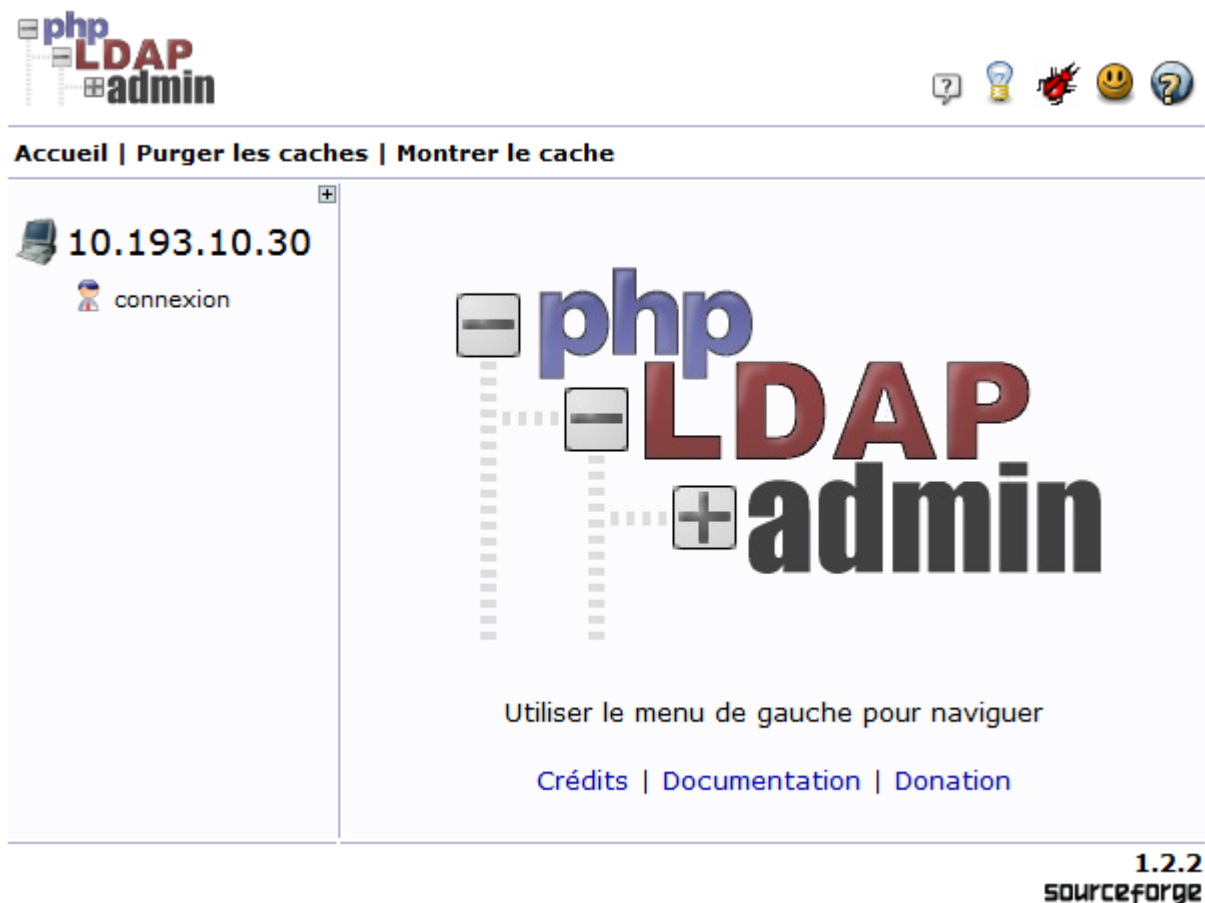 php
LDAP
admin
?
?
Accueil | Purger les caches | Montrer le cache
10.193.10.30
connexion
php
LDAP
admin
Utiliser le menu de gauche pour naviguer
Crédits | Documentation | Donation
1.2.2
sourceforge